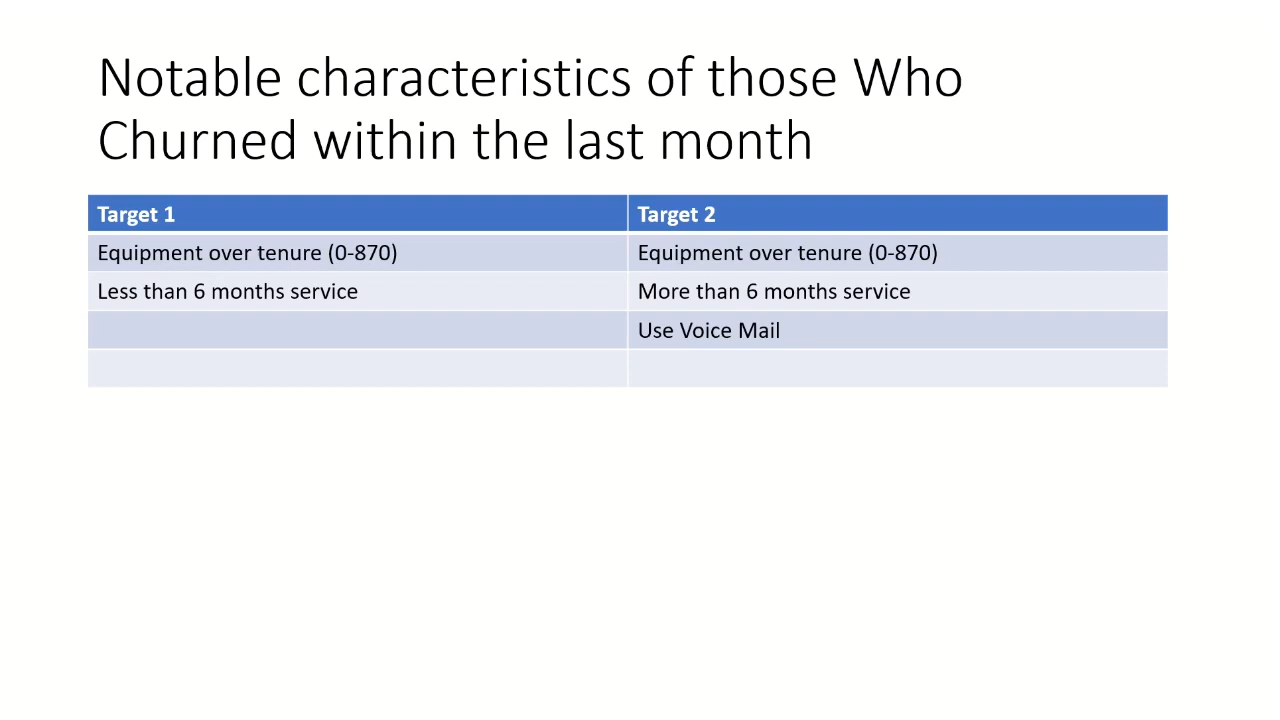 Notable characteristics of those Who
Churned within the last month
Target 1
Target 2
Equipment over tenure (0-870)
Equipment over tenure (0-870)
Less than 6 months service
More than 6 months service
Use Voice Mail